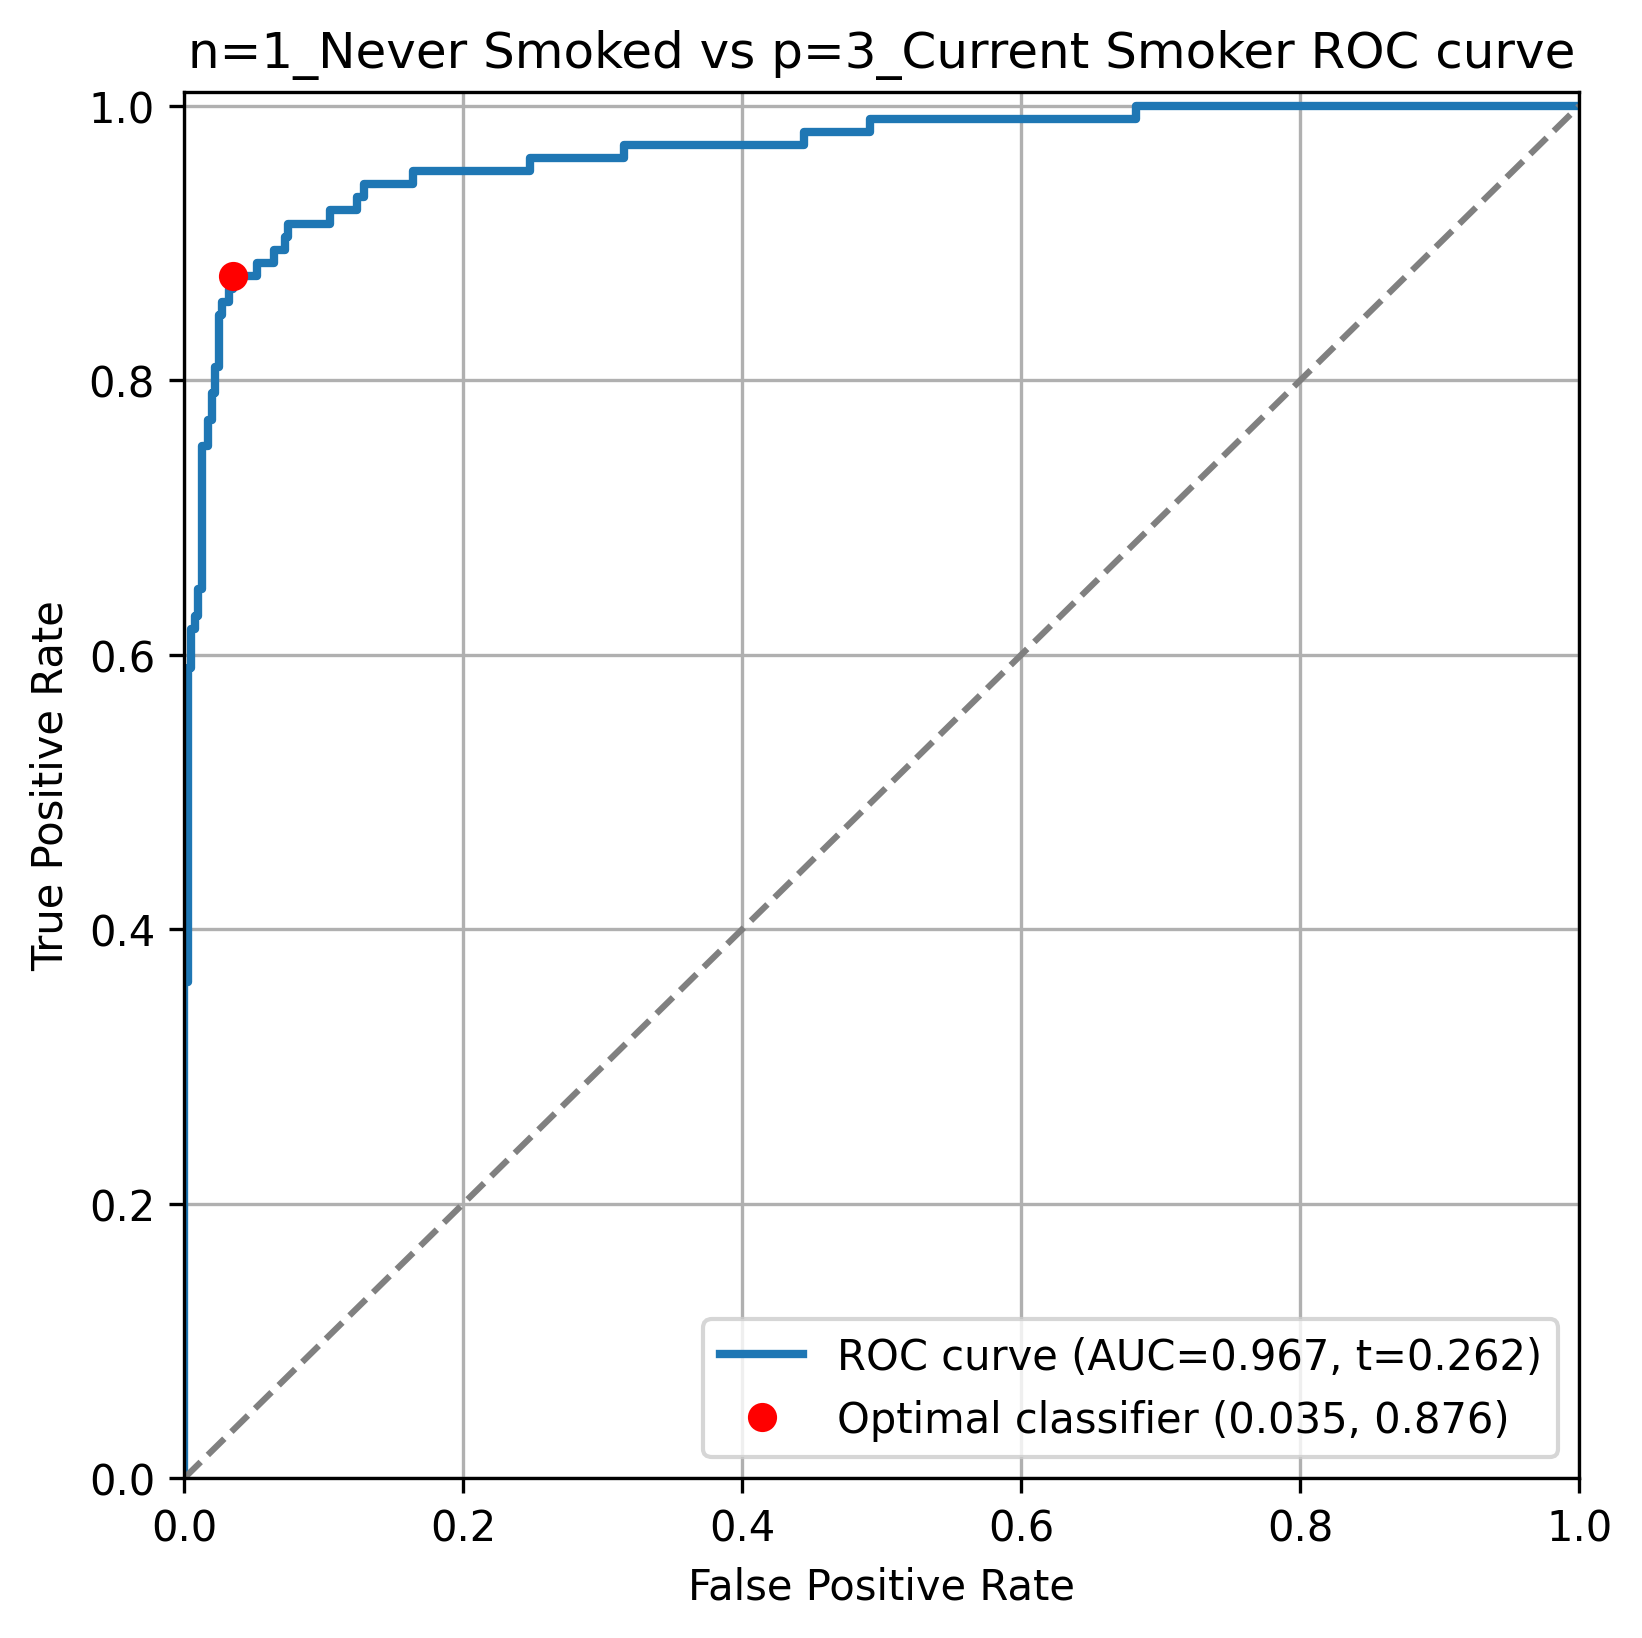 n=1_Never Smoked vs p=3_Current Smoker ROC curve
1.0
0.8
0.6
0.4
0.2
0.0
True Positive Rate
ROC curve (AUC=0.967, t=0.262)
Optimal classifier (0.035, 0.876)
0.0 0.2 0.4 0.6 0.8 1.0
False Positive Rate